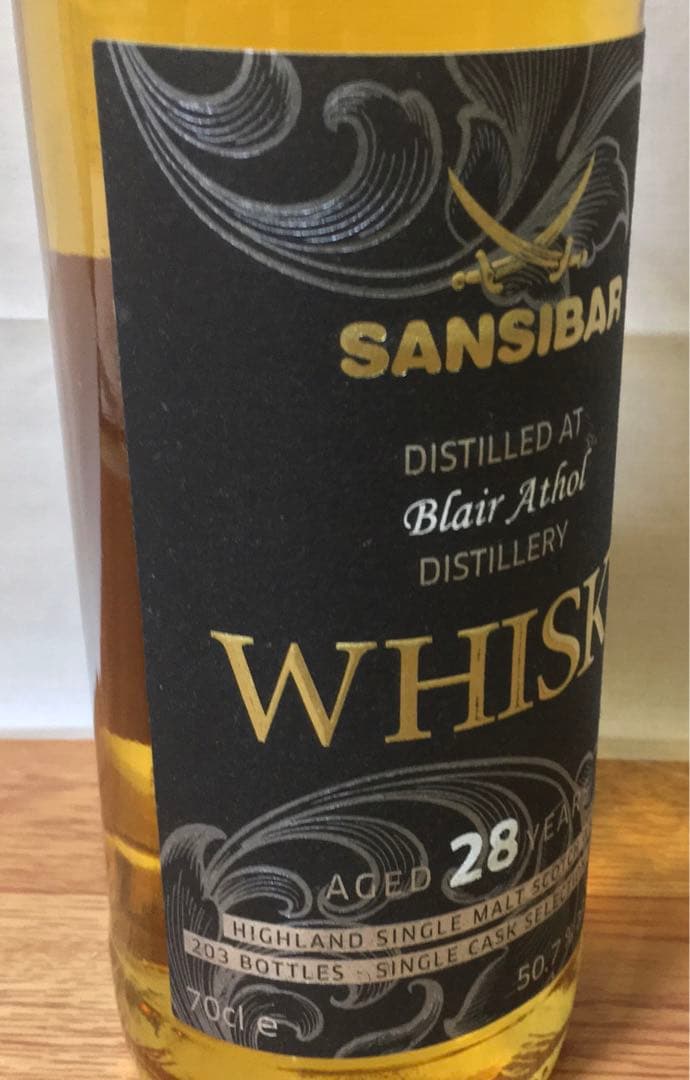 SANSIBAR
DISTILLED AT
Blair Athol
DISTILLERY
WHISK
AGED 28 YEARS
HIGHLAND SINGLE MALT SCOTCH
203 BOTTLES - SINGLE CASK SELECTION
70cl e 50.7 %